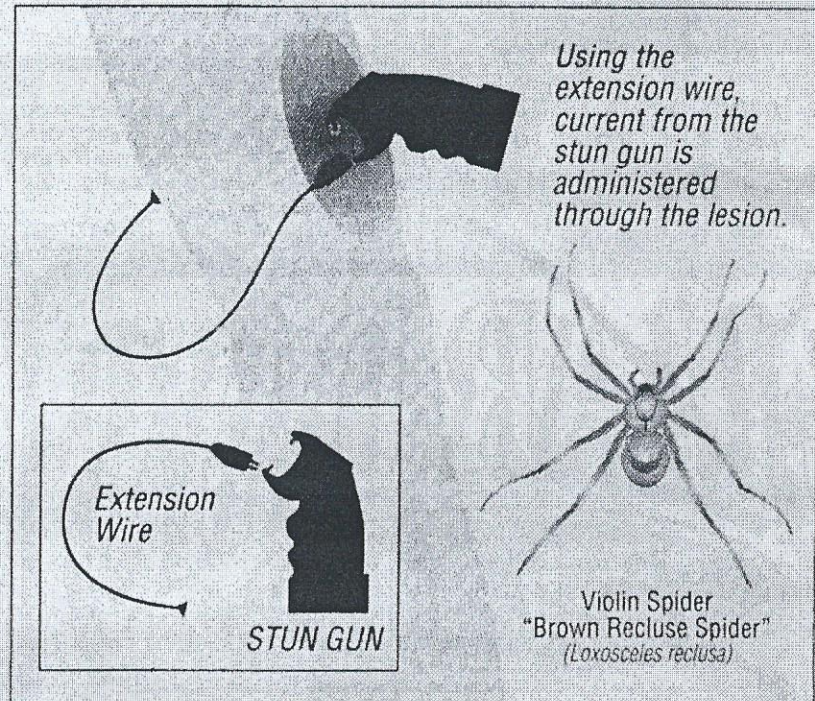 Using the
extension wire,
current from the
stun gun is
administered
through the lesion.
Extension
Wire
STUN GUN
Violin Spider
"Brown Recluse Spider"
(Loxosceles reclusa)